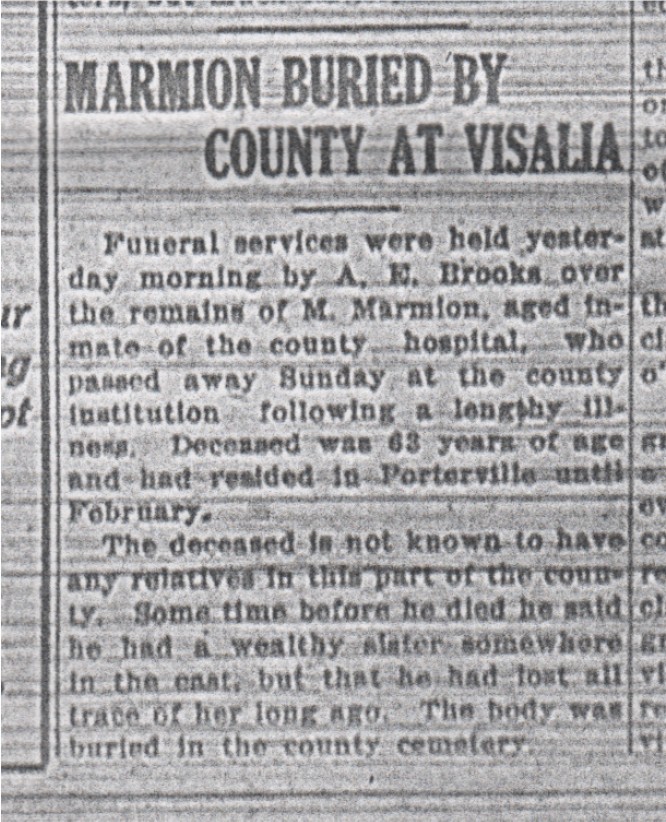 MARMION BURIED BY
COUNTY AT VISALIA
Funeral services were held yester-
day morning by A. E. Brooks over
the remains of M. Marmion, aged in-
mate of the county hospital, who
passed away Sunday at the county
institution following a lengthy ill-
ness. Deceased was 63 years of age
and had resided in Porterville until
February.
The deceased is not known to have
any relatives in this part of the coun-
ty. Some time before he died he said
he had a wealthy sister somewhere
in the east, but that he had lost all
trace of her long ago. The body was
buried in the county cemetery.